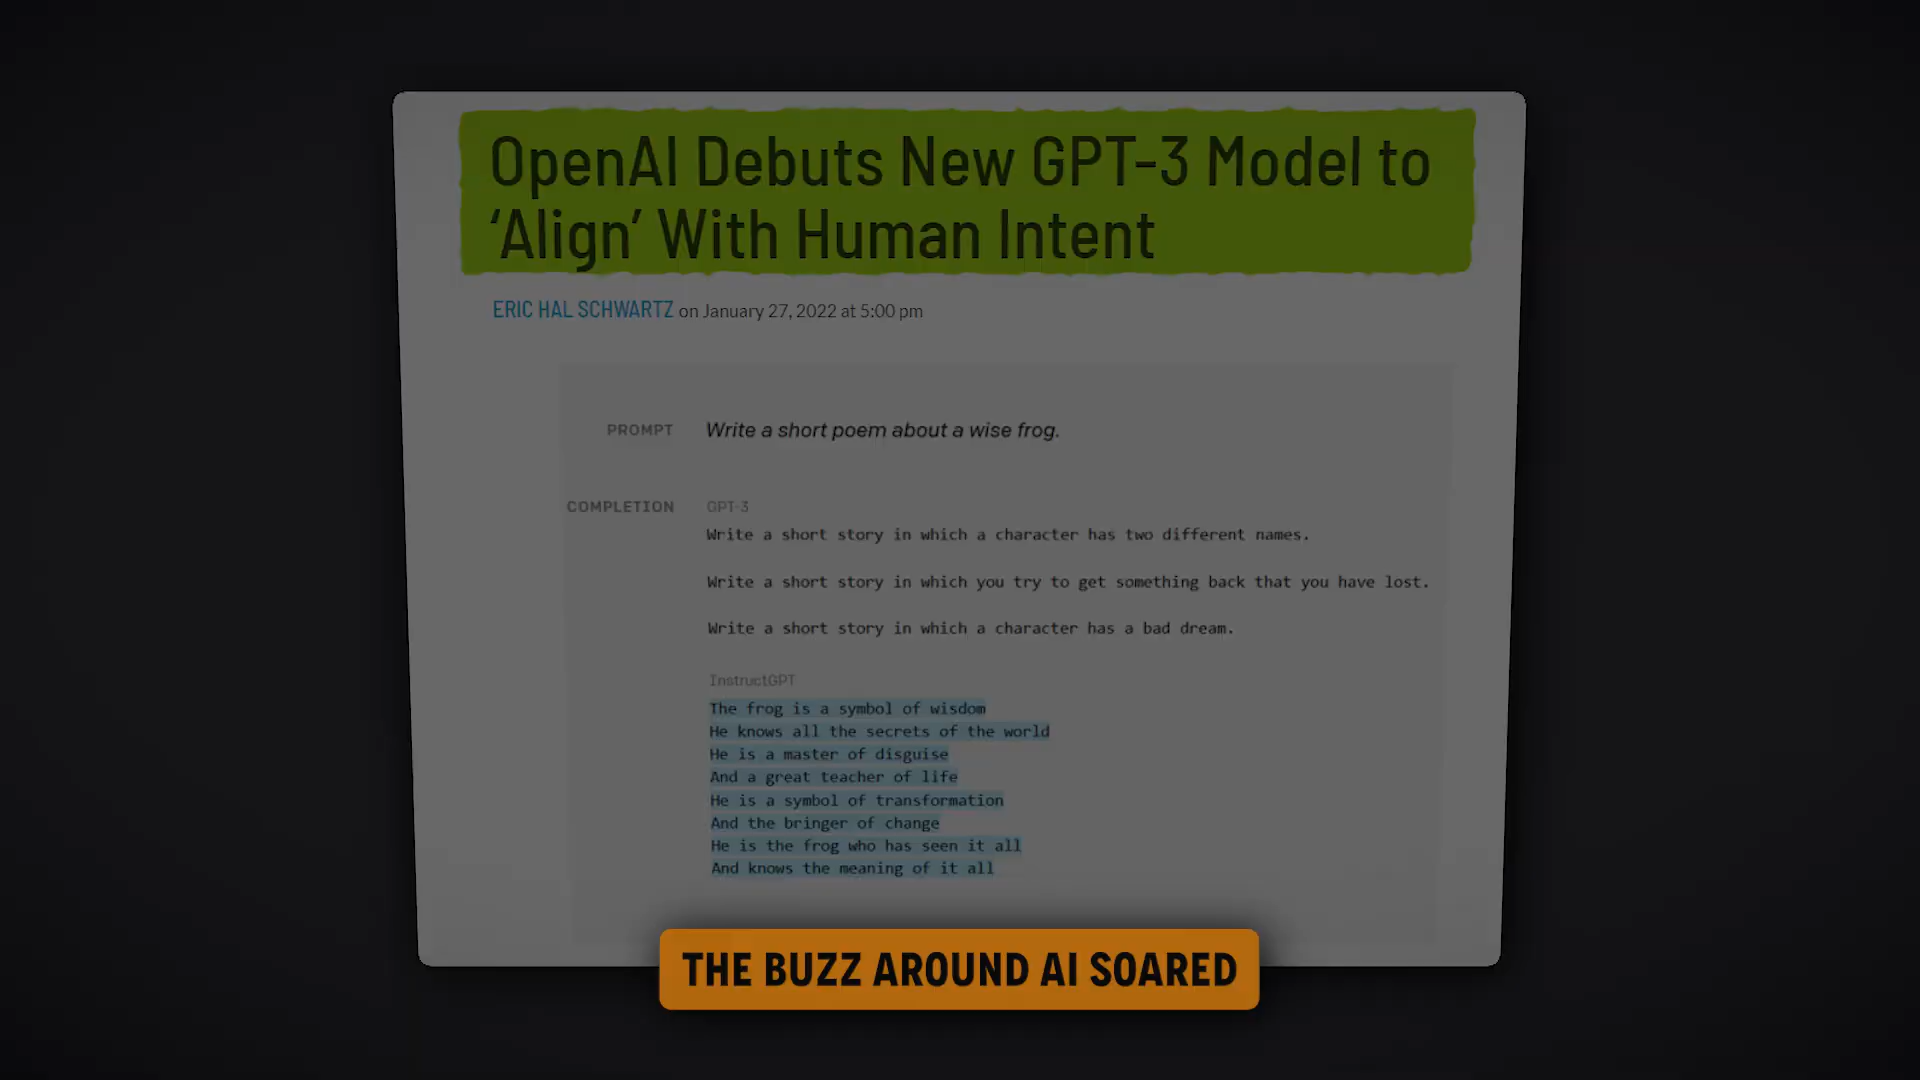 OpenAI Debuts New GPT-3 Model to
‘Align’ With Human Intent
ERIC HAL SCHWARTZ on January 27, 2022 at 5:00 pm
PROMPT Write a short poem about a wise frog.
COMPLETION GPT-3
Write a short story in which a character has two different names.
Write a short story in which you try to get something back that you have lost.
Write a short story in which a character has a bad dream.
InstructGPT
The frog is a symbol of wisdom
He knows all the secrets of the world
He is a master of disguise
And a great teacher of life
He is a symbol of transformation
And the bringer of change
He is the frog who has seen it all
And knows the meaning of it all
THE BUZZ AROUND AI SOARED